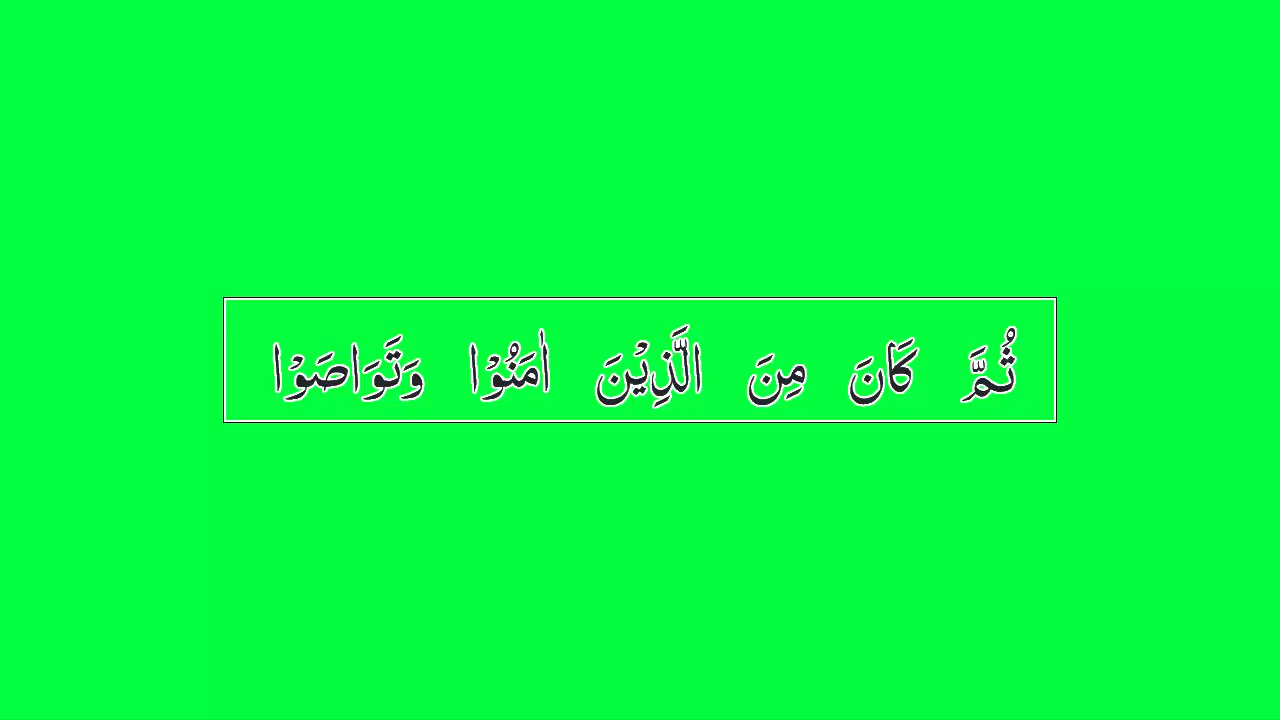 ثُمَّ كَانَ مِنَ الَّذِيْنَ اٰمَنُوْا وَتَوَاصَوْا